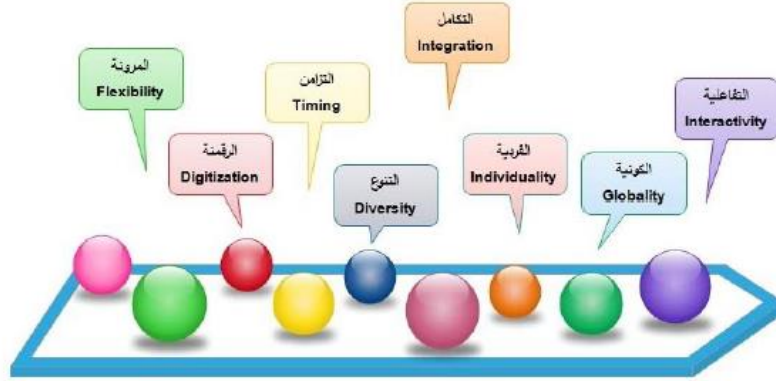 المرونة
Flexibility
الرقمنة
Digitization
التزامن
Timing
التنوع
Diversity
التكامل
Integration
الفردية
Individuality
الكونية
Globality
التفاعلية
Interactivity